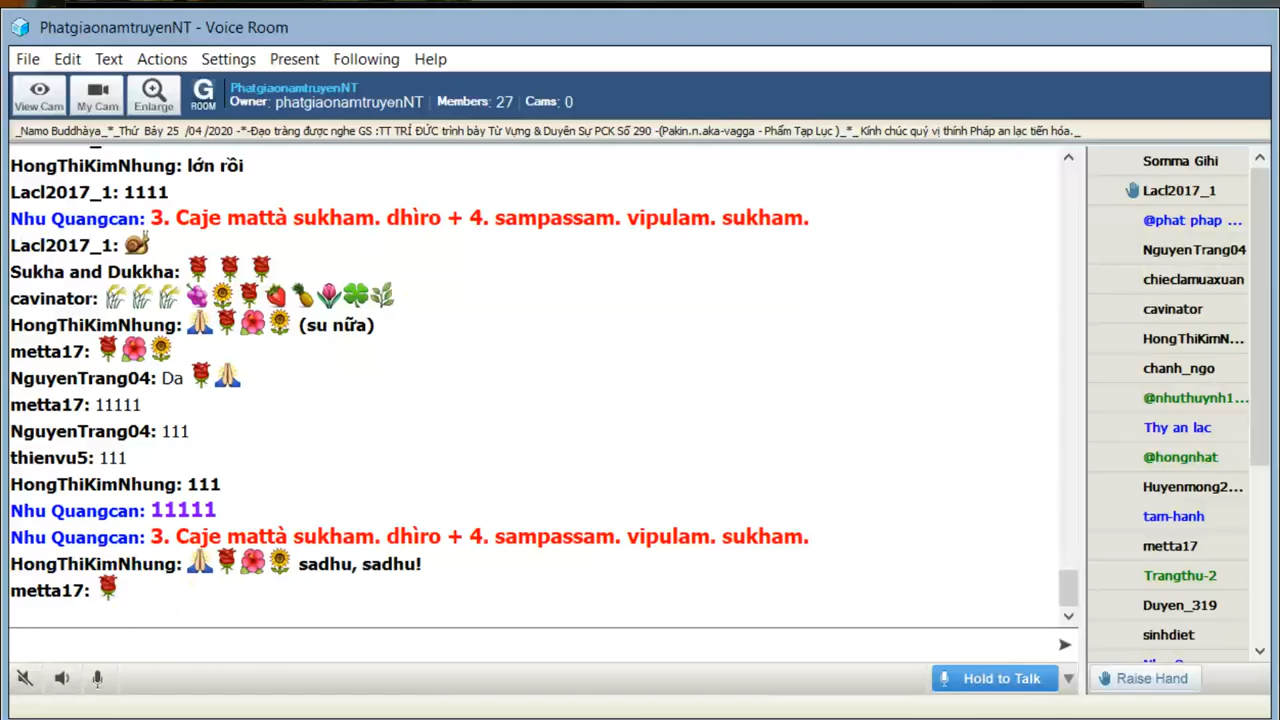 PhatgiaonamtruyenNT - Voice Room
File Edit Text Actions Settings Present Following Help
View Cam My Cam Enlarge G ROOM
PhatgiaonamtruyenNT
Owner: phatgiaonamtruyenNT Members: 27 Cams: 0
_Namo Buddhàya_*_Thứ Bảy 25 /04 /2020 -*-Đạo tràng được nghe GS :TT TRÍ ĐỨC trình bày Từ Vựng & Duyên Sự PCK Số 290 -(Pakin.n.aka-vagga - Phẩm Tạp Lục )_*_ Kính chúc quý vị thính Pháp an lạc tiến hóa._
HongThiKimNhung: lớn rồi
Lacl2017_1: 1111
Nhu Quangcan: 3. Caje mattà sukham. dhìro + 4. sampassam. vipulam. sukham.
Lacl2017_1: 🐌
Sukha and Dukkha: 🌹 🌹 🌹
cavinator: 🌾 🌾 🌾 🍇🌻🌹🍓🍍🌷🍀🌿
HongThiKimNhung: 🙏🌹🌺🌻 (su nữa)
metta17: 🌹🌺🌻
NguyenTrang04: Da 🌹🙏
metta17: 11111
NguyenTrang04: 111
thienvu5: 111
HongThiKimNhung: 111
Nhu Quangcan: 11111
Nhu Quangcan: 3. Caje mattà sukham. dhìro + 4. sampassam. vipulam. sukham.
HongThiKimNhung: 🙏🌹🌺🌻 sadhu, sadhu!
metta17: 🌹
Hold to Talk
Somma Gihi
Lacl2017_1
@phat phap ...
NguyenTrang04
chieclamuaxuan
cavinator
HongThiKimN...
chanh_ngo
@nhuthuynh1...
Thy an lac
@hongnhat
Huyenmong2...
tam-hanh
metta17
Trangthu-2
Duyen_319
sinhdiet
Raise Hand